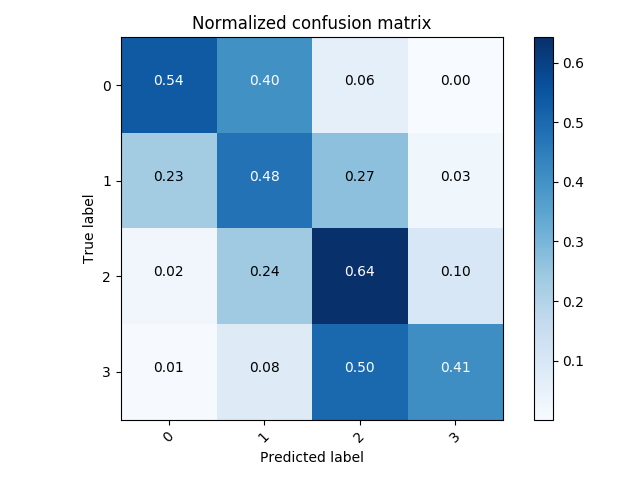 Normalized confusion matrix
0 0.54 0.40 0.06 0.00
1 0.23 0.48 0.27 0.03
2 0.02 0.24 0.64 0.10
3 0.01 0.08 0.50 0.41
0 1 2 3
True label
Predicted label
0.6
0.5
0.4
0.3
0.2
0.1